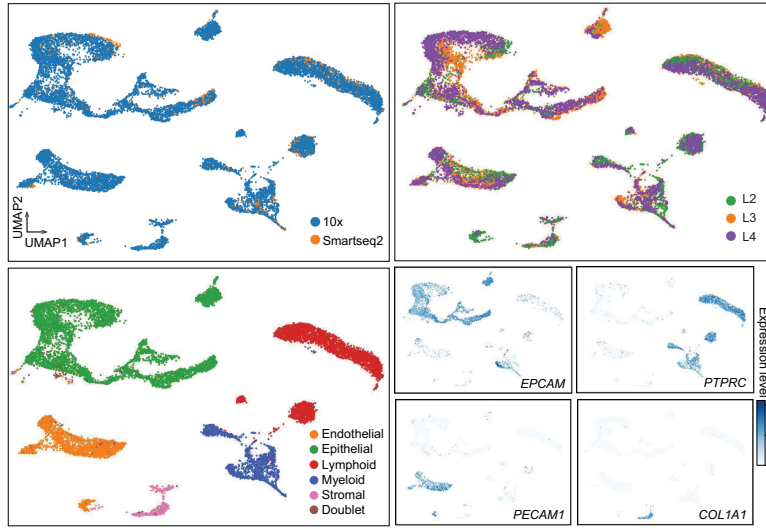 UMAP2
UMAP1
10x
Smartseq2
L2
L3
L4
Endothelial
Epithelial
Lymphoid
Myeloid
Stromal
Doublet
EPCAM
PTPRC
PECAM1
COL1A1
Expression level